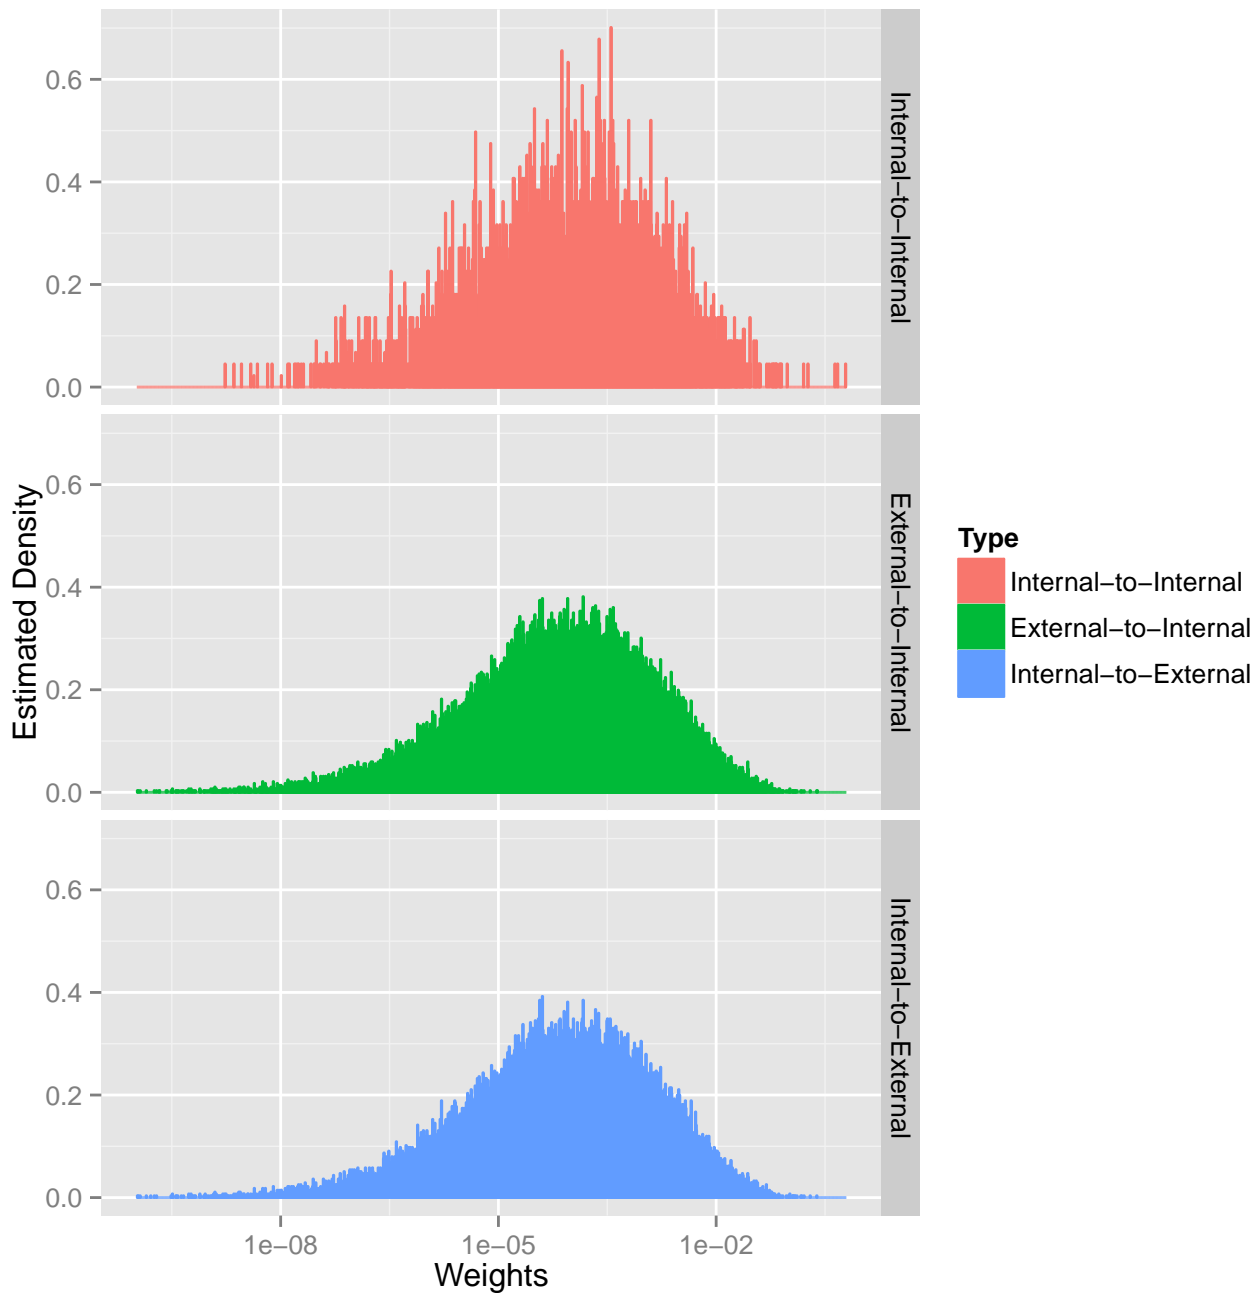 0.6
0.4
0.2
0.0
Internal-to-Internal
0.6
0.4
0.2
0.0
External-to-Internal
0.6
0.4
0.2
0.0
Internal-to-External
Estimated Density
1e-08
1e-05
1e-02
Weights
Type
Internal-to-Internal
External-to-Internal
Internal-to-External